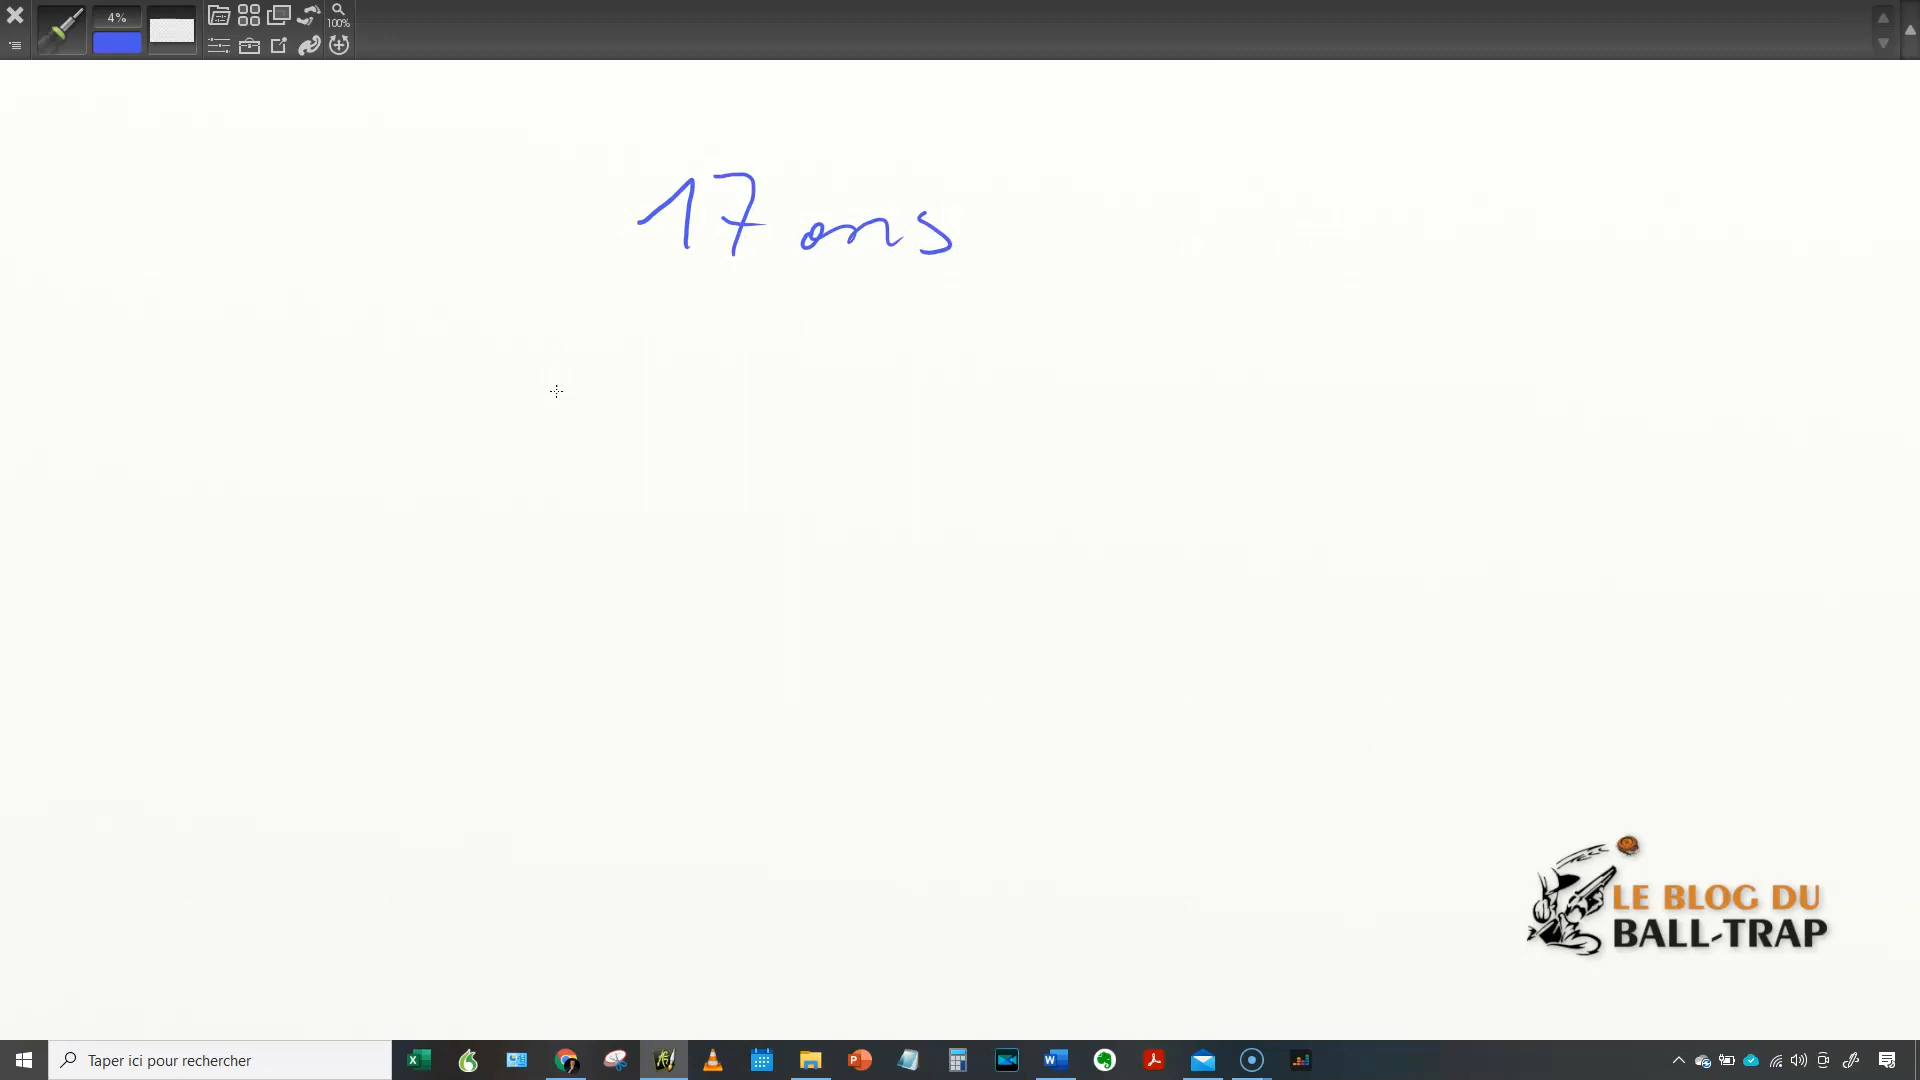 4%
100%
17 ans
LE BLOG DU
BALL-TRAP
Taper ici pour rechercher